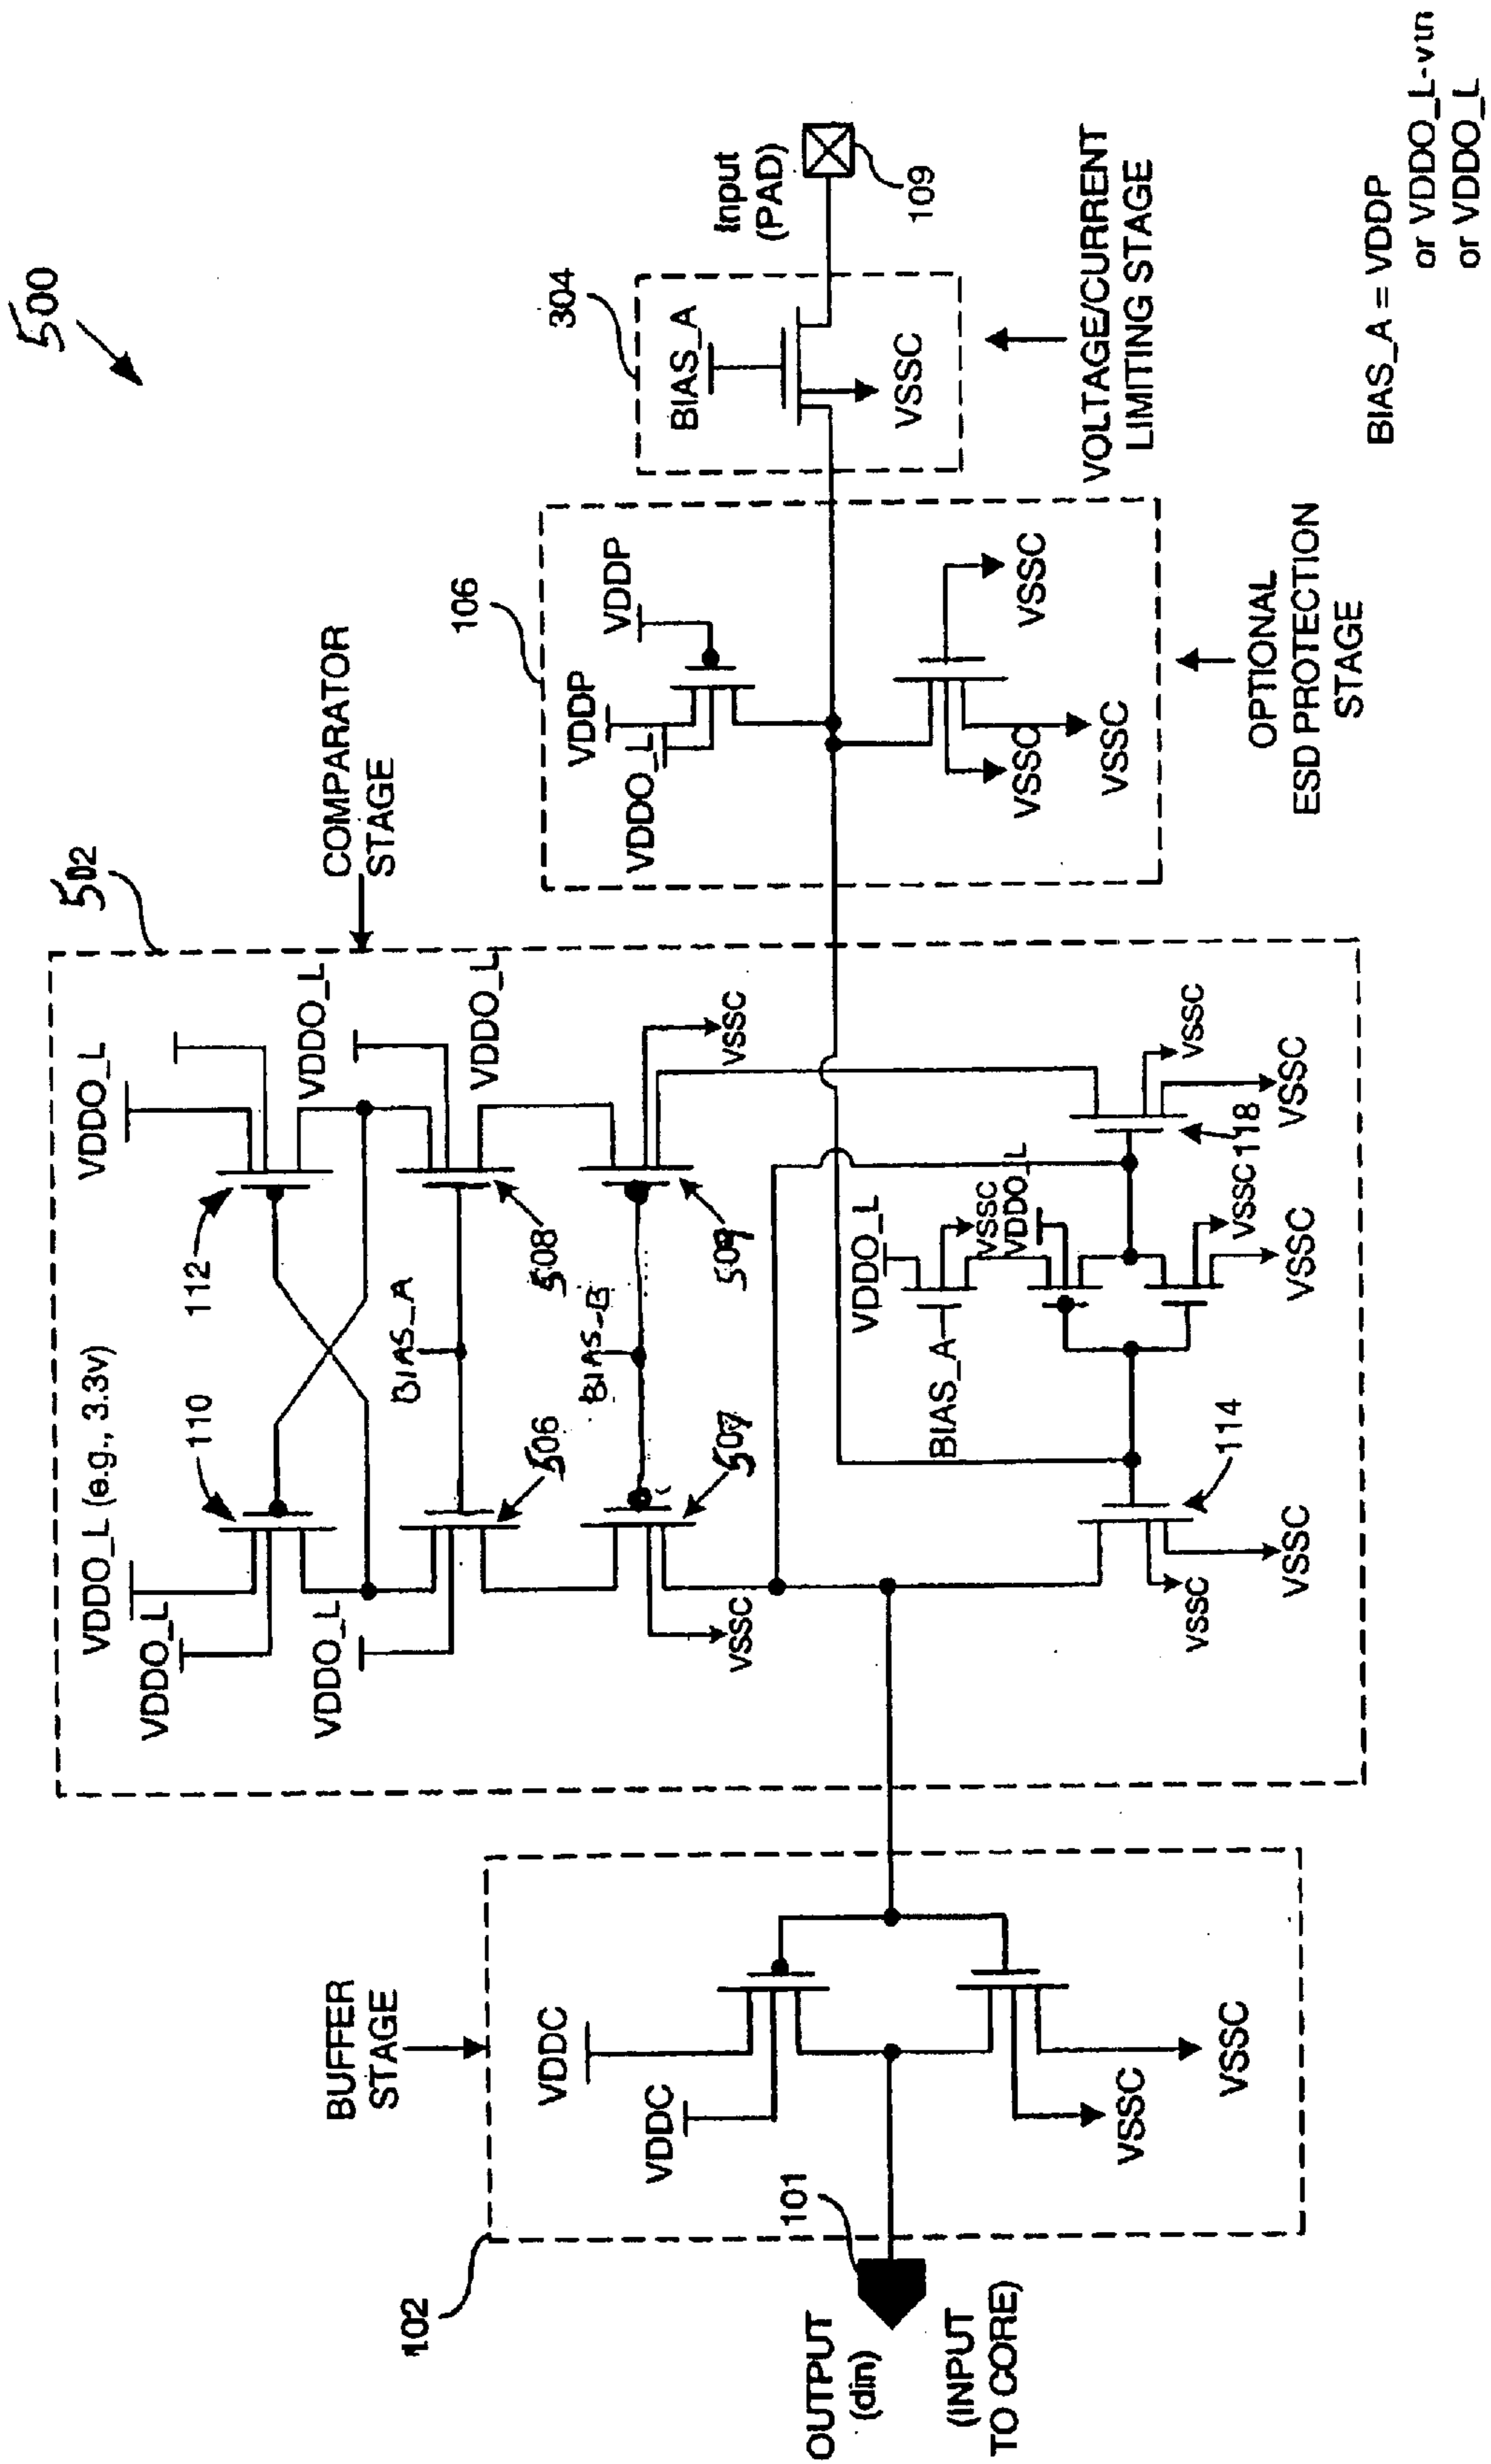 500
502
COMPARATOR
STAGE
VDDO_L (e.g., 3.3v)
VDDO_L
VDDO_L
110
112
VDDO_L
VDDO_L
VDDO_L
VDDO_L
BIAS_A
506
508
BIAS_B
507
509
VSSC
VSSC
VDDO_L
BIAS_A
VSSC
VDDO_L
VSSC
VSSC
114
VSSC
VSSC
118
VSSC
VSSC
BUFFER
STAGE
102
VDDC
VDDC
VSSC
VSSC
101
OUTPUT
(din)
(INPUT
TO CORE)
106
VDDP
VDDP
VDDO_L
VSSC
VSSC
VSSC
OPTIONAL
ESD PROTECTION
STAGE
304
BIAS_A
VSSC
VOLTAGE/CURRENT
LIMITING STAGE
Input
(PAD)
109
BIAS_A = VDDP
or VDDO_L-vtn
or VDDO_L